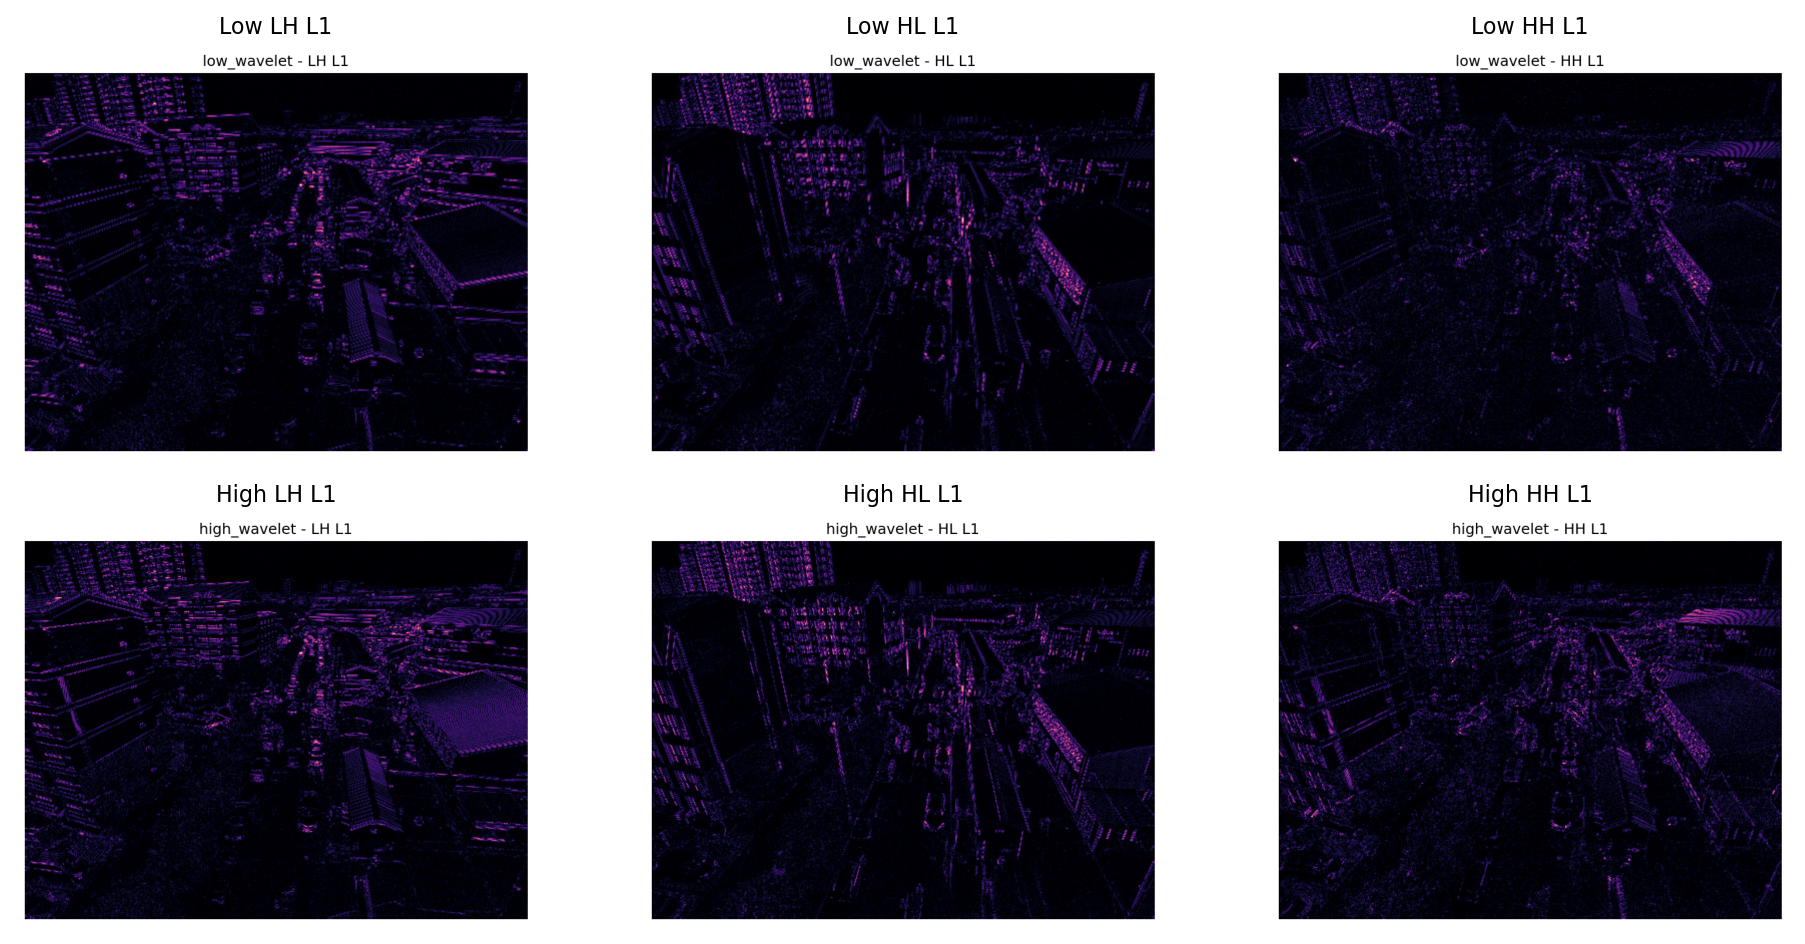 Low LH L1
Low HL L1
Low HH L1
low_wavelet - LH L1
low_wavelet - HL L1
low_wavelet - HH L1
High LH L1
High HL L1
High HH L1
high_wavelet - LH L1
high_wavelet - HL L1
high_wavelet - HH L1